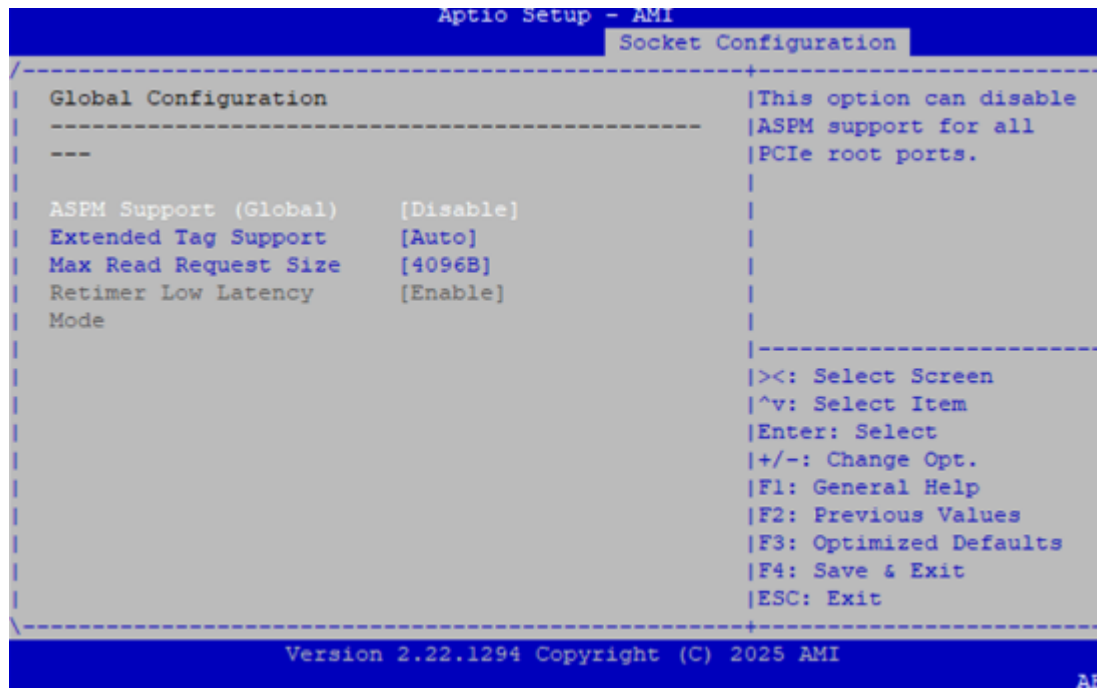 Aptio Setup - AMI
Socket Configuration
Global Configuration
This option can disable
ASPM support for all
PCIe root ports.
ASPM Support (Global) [Disable]
Extended Tag Support [Auto]
Max Read Request Size [4096B]
Retimer Low Latency [Enable]
Mode
><: Select Screen
^v: Select Item
Enter: Select
+/-: Change Opt.
F1: General Help
F2: Previous Values
F3: Optimized Defaults
F4: Save & Exit
ESC: Exit
Version 2.22.1294 Copyright (C) 2025 AMI